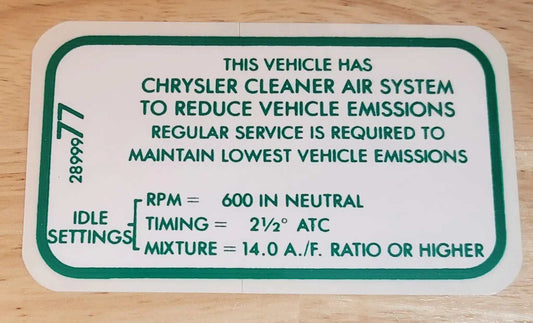 THIS VEHICLE HAS
CHRYSLER CLEANER AIR SYSTEM
TO REDUCE VEHICLE EMISSIONS
REGULAR SERVICE IS REQUIRED TO
MAINTAIN LOWEST VEHICLE EMISSIONS
2899977
IDLE SETTINGS
RPM = 600 IN NEUTRAL
TIMING = 2½° ATC
MIXTURE = 14.0 A./F. RATIO OR HIGHER